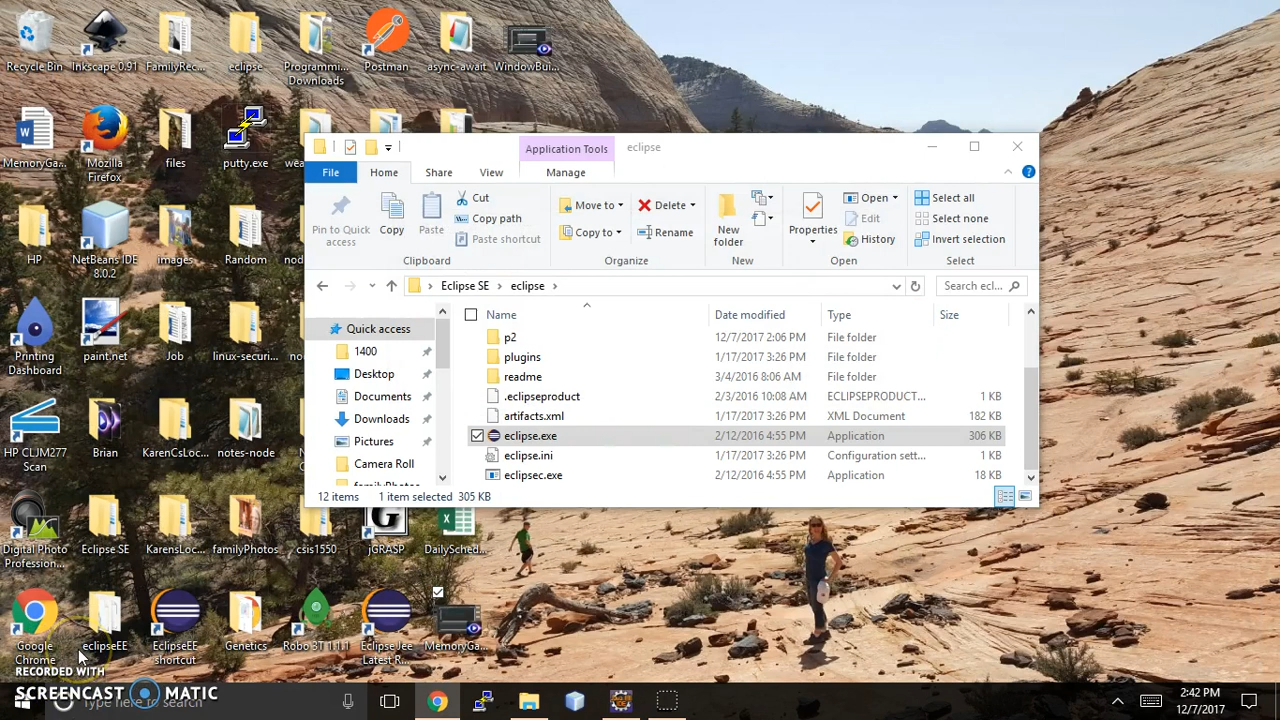 Recycle Bin
Inkscape 0.91
FamilyRec...
eclipse
Programmi...
Downloads
Postman
async-await
WindowBui...
MemoryGa...
Mozilla
Firefox
files
putty.exe
wea
Application Tools
eclipse
File
Home
Share
View
Manage
Pin to Quick
access
Copy
Paste
Cut
Copy path
Paste shortcut
Clipboard
Move to
Copy to
Delete
Rename
Organize
New
folder
New
Properties
Open
Edit
History
Open
Select all
Select none
Invert selection
Select
HP
NetBeans IDE
8.0.2
images
Random
Eclipse SE
eclipse
Search ecl...
Name
Date modified
Type
Size
Quick access
1400
Desktop
Documents
Downloads
Pictures
Camera Roll
p2 12/7/2017 2:06 PM File folder
plugins 1/17/2017 3:26 PM File folder
readme 3/4/2016 8:06 AM File folder
.eclipseproduct 2/3/2016 10:08 AM ECLIPSEPRODUCT... 1 KB
artifacts.xml 1/17/2017 3:26 PM XML Document 182 KB
eclipse.exe 2/12/2016 4:55 PM Application 306 KB
eclipse.ini 1/17/2017 3:26 PM Configuration sett... 1 KB
eclipsec.exe 2/12/2016 4:55 PM Application 18 KB
12 items 1 item selected 305 KB
Printing
Dashboard
paint.net
Job
linux-securi...
HP CLJM277
Scan
Brian
KarenCsLoc...
notes-node
Digital Photo
Profession...
Eclipse SE
KarensLoc...
familyPhotos
csis1550
jGRASP
DailySched...
Google
Chrome
eclipseEE
EclipseEE
shortcut
Genetics
Robo 3T 1.1.1
Eclipse Jee
Latest R...
MemoryGa...
RECORDED WITH
SCREENCAST MATIC
Type here to search
2:42 PM
12/7/2017